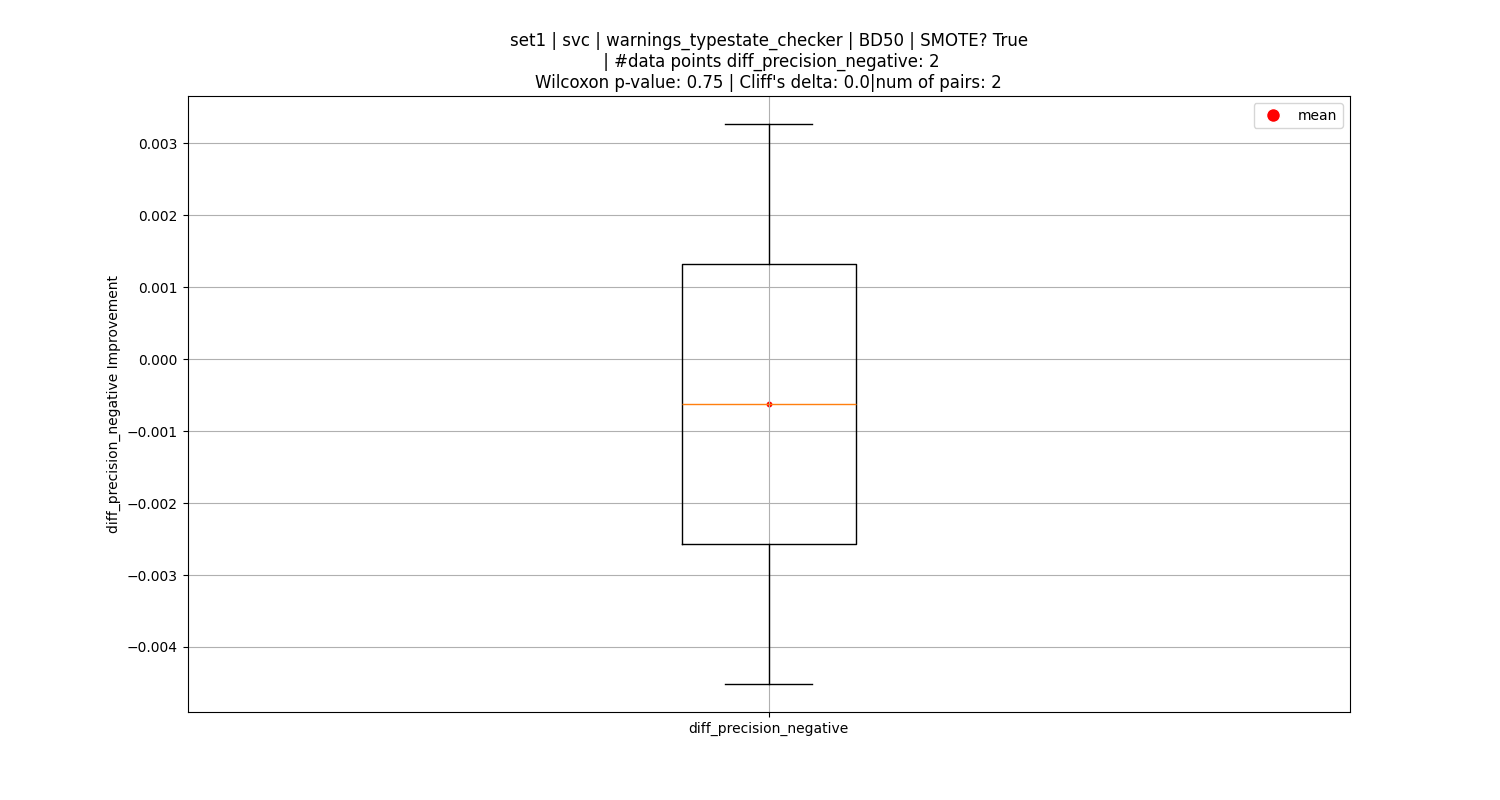 set1 | svc | warnings_typestate_checker | BD50 | SMOTE? True
| #data points diff_precision_negative: 2
Wilcoxon p-value: 0.75 | Cliff's delta: 0.0|num of pairs: 2
mean
0.003
0.002
0.001
0.000
−0.001
−0.002
−0.003
−0.004
diff_precision_negative Improvement
diff_precision_negative